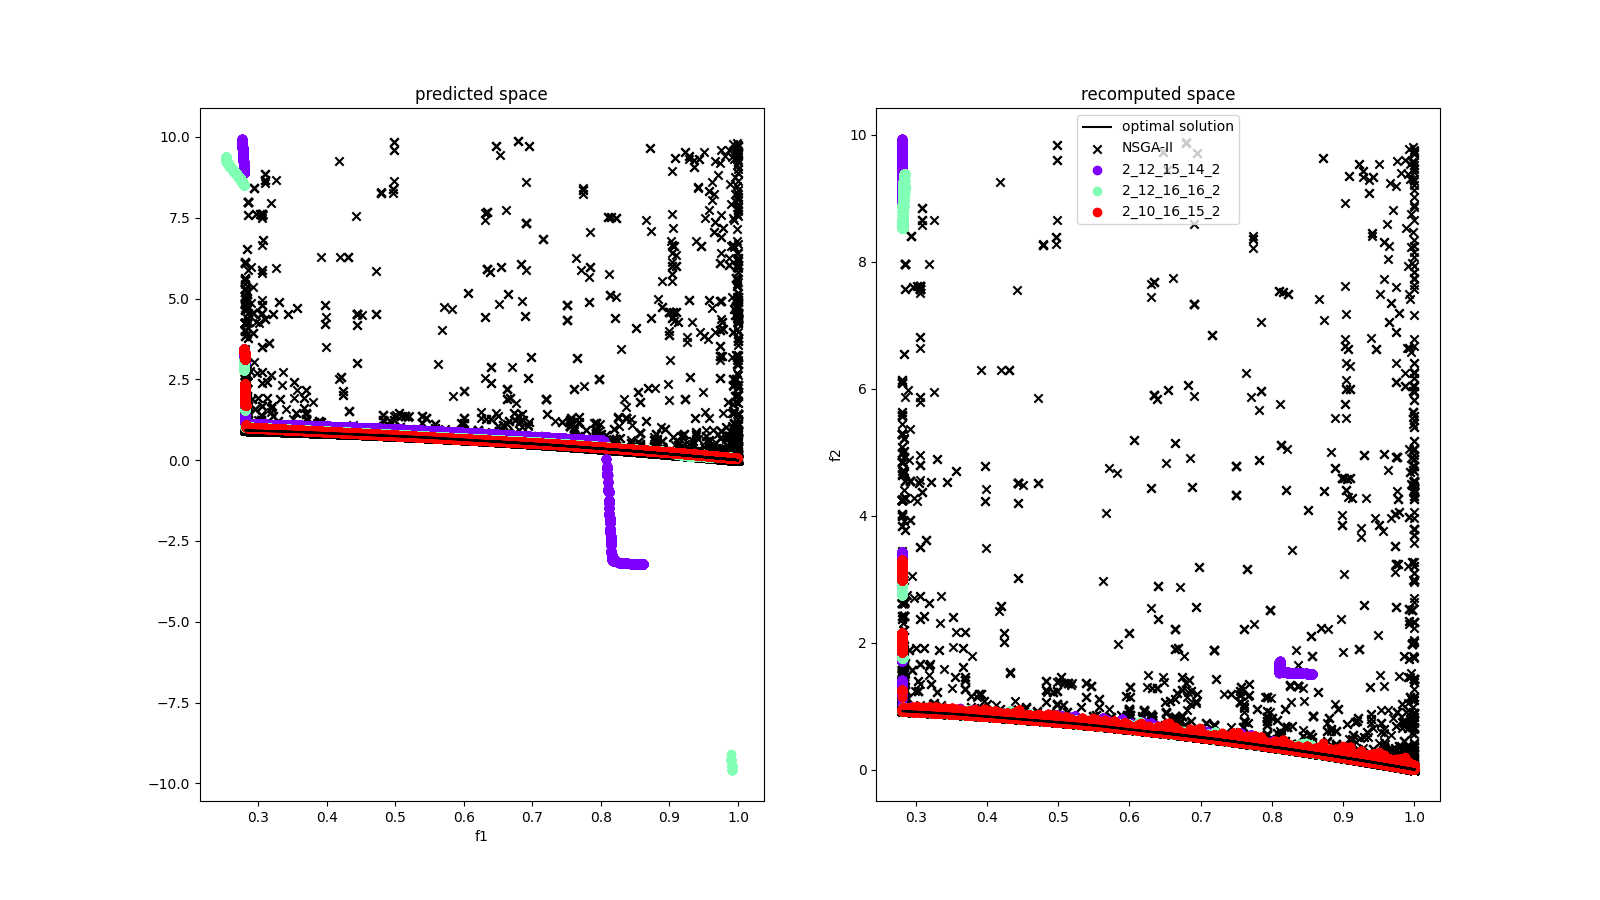 predicted space
10.0
7.5
5.0
2.5
0.0
−2.5
−5.0
−7.5
−10.0
0.3 0.4 0.5 0.6 0.7 0.8 0.9 1.0
f1
recomputed space
optimal solution
NSGA-II
2_12_15_14_2
2_12_16_16_2
2_10_16_15_2
f2
10
8
6
4
2
0
0.3 0.4 0.5 0.6 0.7 0.8 0.9 1.0